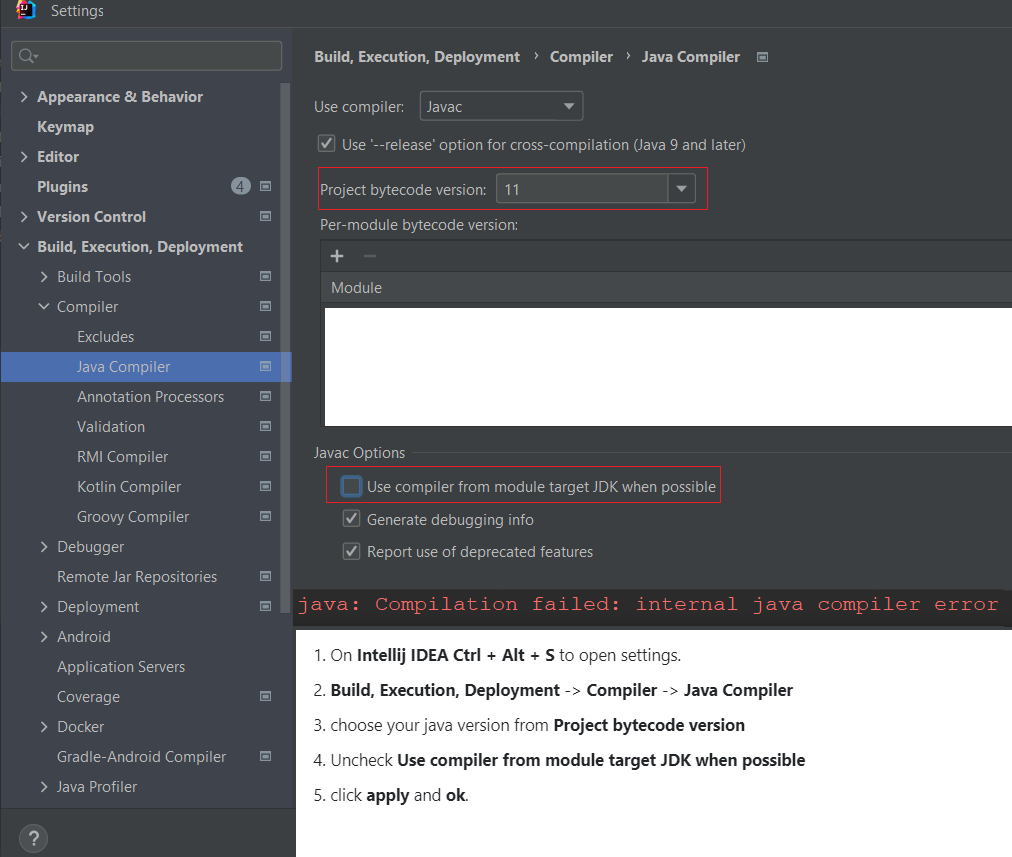 Settings
Appearance & Behavior
Keymap
Editor
Plugins 4
Version Control
Build, Execution, Deployment
Build Tools
Compiler
Excludes
Java Compiler
Annotation Processors
Validation
RMI Compiler
Kotlin Compiler
Groovy Compiler
Debugger
Remote Jar Repositories
Deployment
Android
Application Servers
Coverage
Docker
Gradle-Android Compiler
Java Profiler
?
Build, Execution, Deployment › Compiler › Java Compiler
Use compiler: Javac
Use '--release' option for cross-compilation (Java 9 and later)
Project bytecode version: 11
Per-module bytecode version:
+ −
Module
Javac Options
Use compiler from module target JDK when possible
Generate debugging info
Report use of deprecated features
java: Compilation failed: internal java compiler error
1. On Intellij IDEA Ctrl + Alt + S to open settings.
2. Build, Execution, Deployment -> Compiler -> Java Compiler
3. choose your java version from Project bytecode version
4. Uncheck Use compiler from module target JDK when possible
5. click apply and ok.